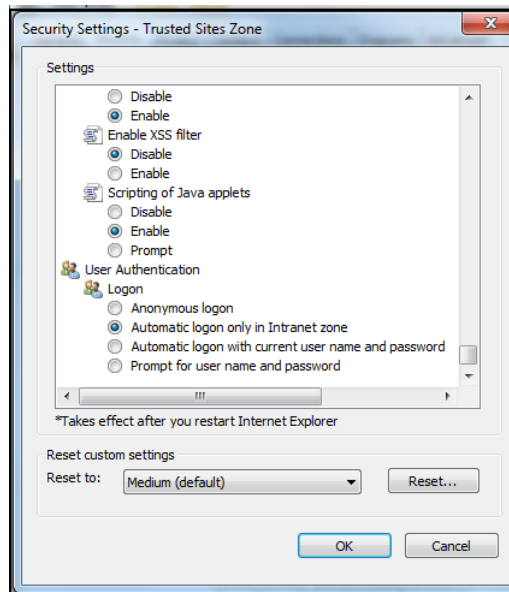 Security Settings - Trusted Sites Zone
Settings
Disable
Enable
Enable XSS filter
Disable
Enable
Scripting of Java applets
Disable
Enable
Prompt
User Authentication
Logon
Anonymous logon
Automatic logon only in Intranet zone
Automatic logon with current user name and password
Prompt for user name and password
*Takes effect after you restart Internet Explorer
Reset custom settings
Reset to:
Medium (default)
Reset...
OK
Cancel